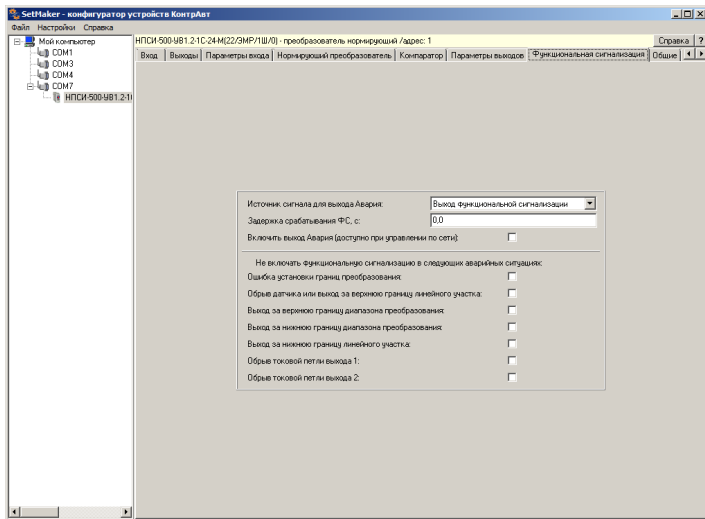 SetMaker - конфигуратор устройств КонтрАвт
Файл Настройки Справка
Мой компьютер
COM1
COM3
COM4
COM7
НПСИ-500-УВ1.2-1С
НПСИ-500-УВ1.2-1С-24-М(22/ЭМР/1Ш/0) - преобразователь нормирующий /адрес: 1
Справка ?
Вход Выходы Параметры входа Нормирующий преобразователь Компаратор Параметры выходов Функциональная сигнализация Общие
Источник сигнала для выхода Авария: Выход функциональной сигнализации
Задержка срабатывания ФС, с: 0,0
Включить выход Авария (доступно при управлении по сети):
Не включать функциональную сигнализацию в следующих аварийных ситуациях:
Ошибка установки границ преобразования:
Обрыв датчика или выход за верхнюю границу линейного участка:
Выход за верхнюю границу диапазона преобразования:
Выход за нижнюю границу диапазона преобразования:
Выход за нижнюю границу линейного участка:
Обрыв токовой петли выхода 1:
Обрыв токовой петли выхода 2: